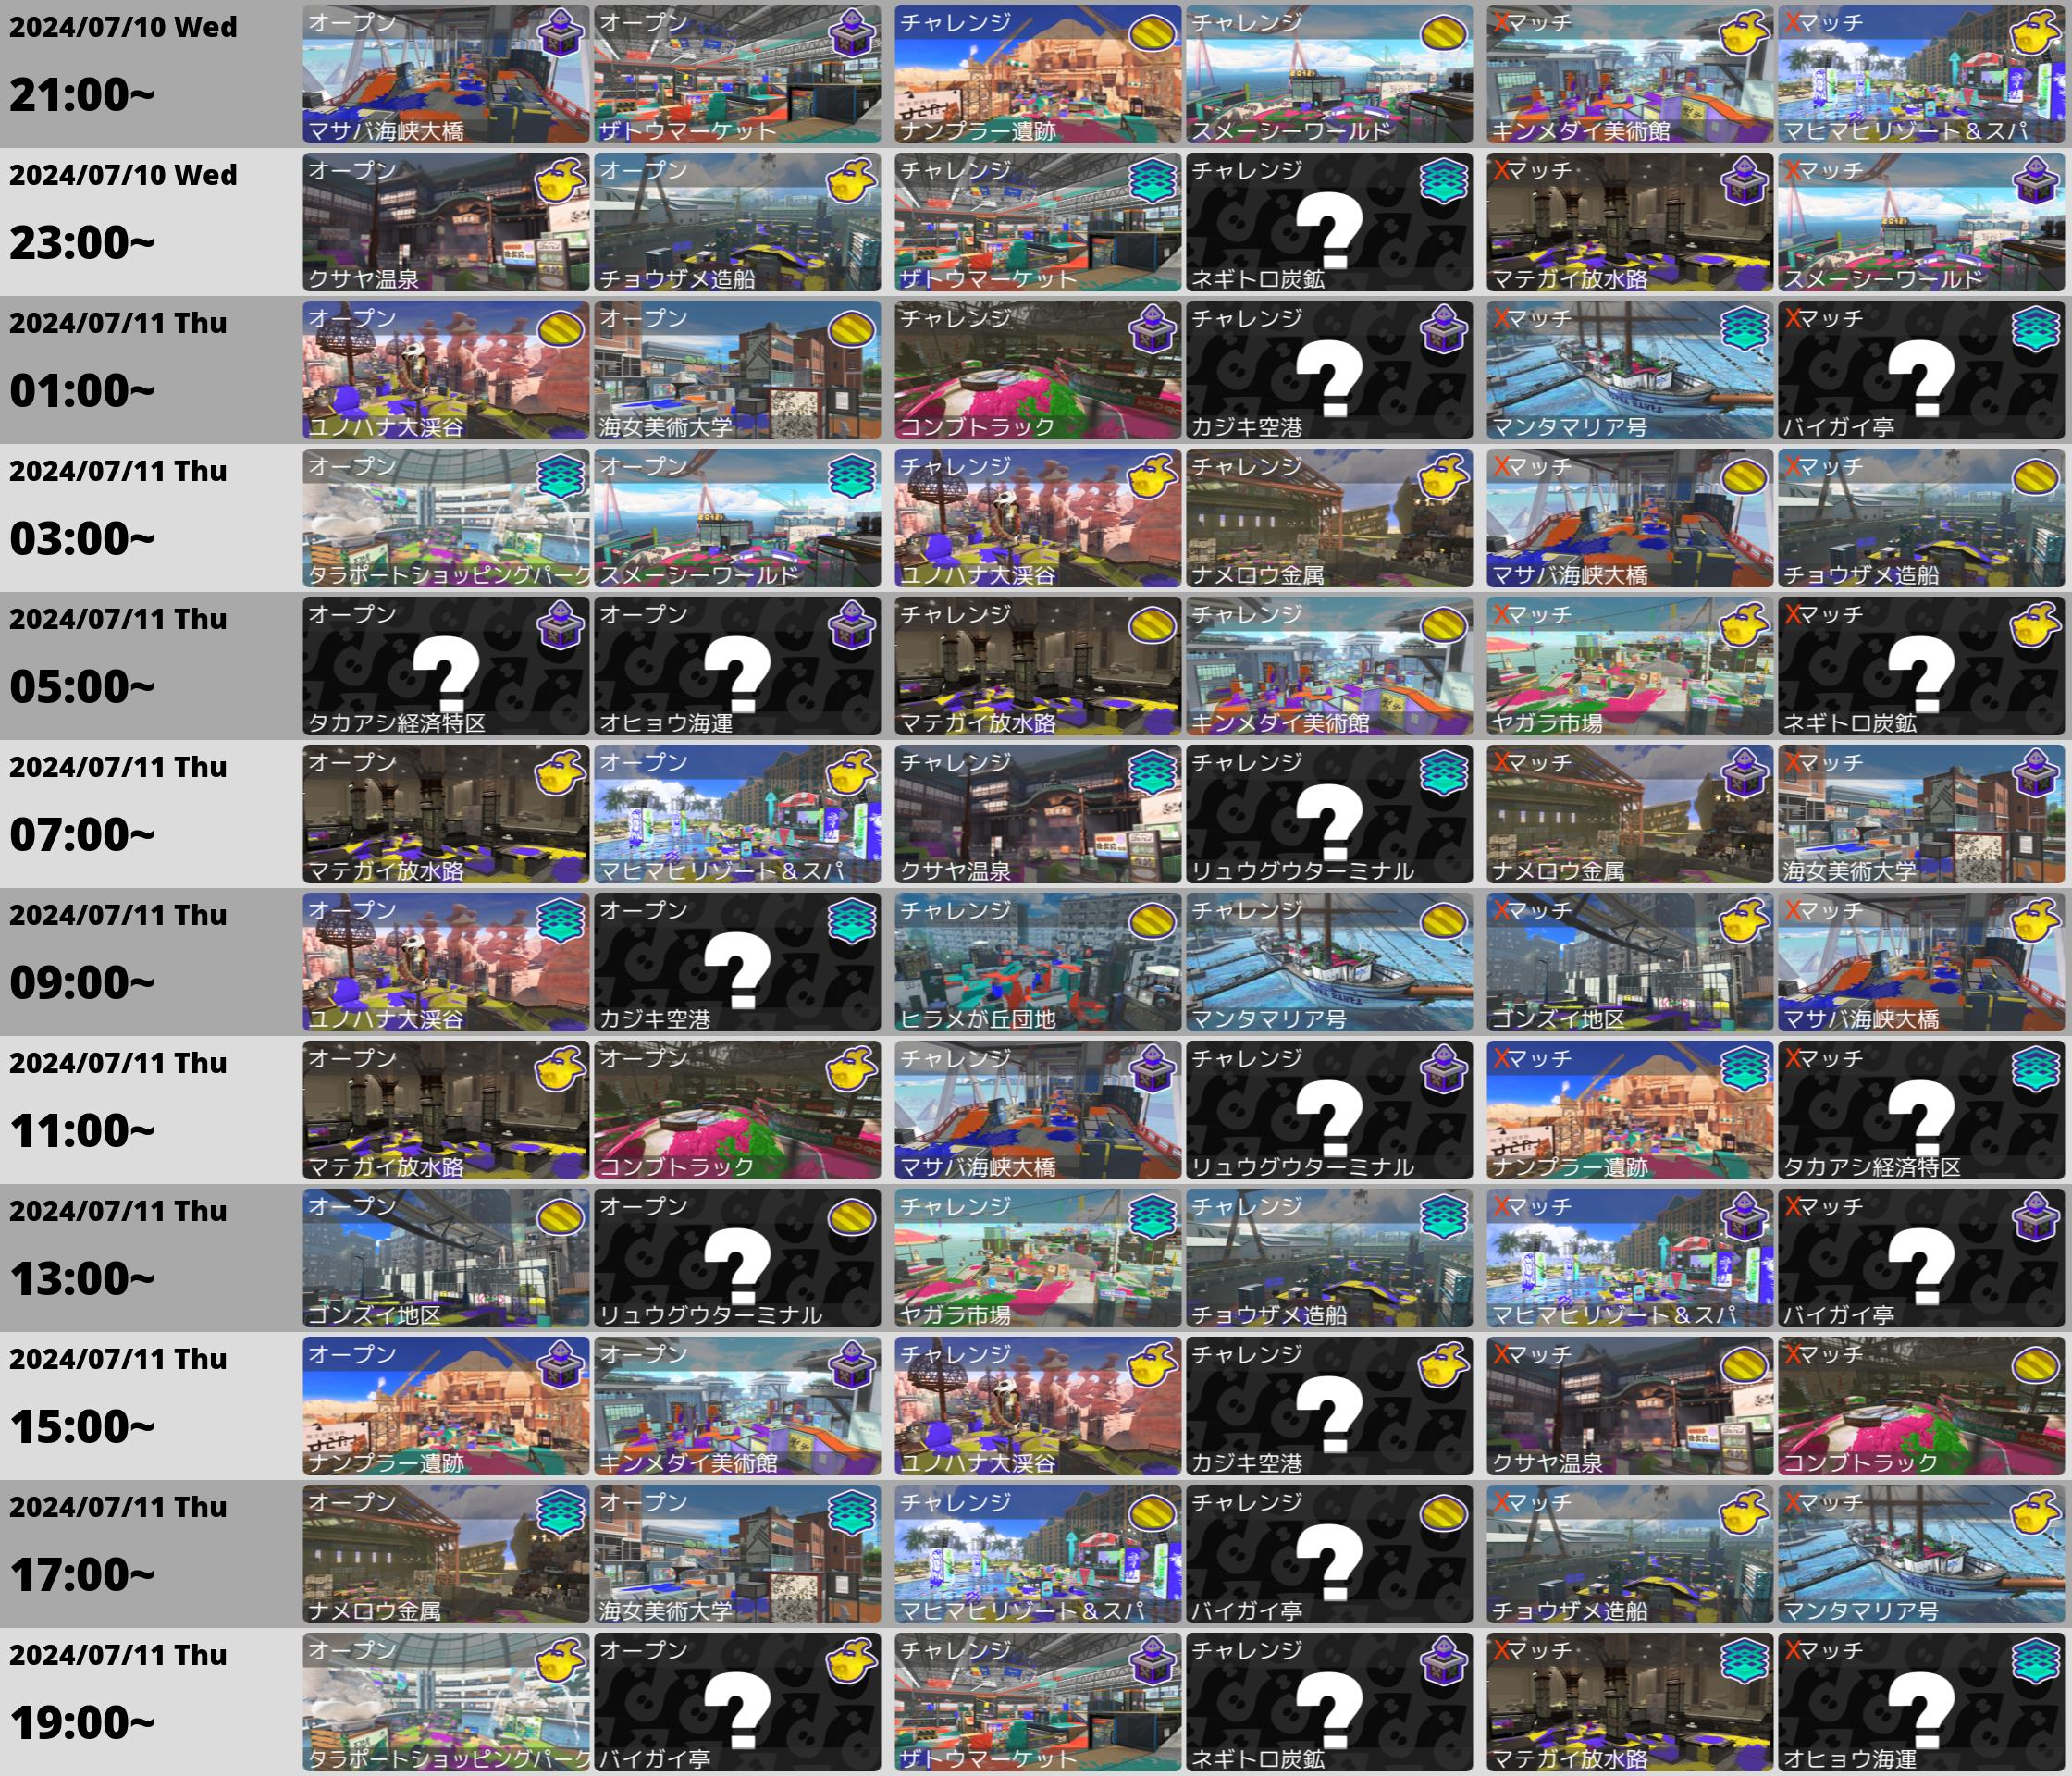 2024/07/10 Wed
21:00~
オープン オープン チャレンジ チャレンジ Xマッチ Xマッチ
マサバ海峡大橋 ザトウマーケット ナンプラー遺跡 スメーシーワールド キンメダイ美術館 マヒマヒリゾート&スパ
2024/07/10 Wed
23:00~
オープン オープン チャレンジ チャレンジ Xマッチ Xマッチ
クサヤ温泉 チョウザメ造船 ザトウマーケット ネギトロ炭鉱 マテガイ放水路 スメーシーワールド
2024/07/11 Thu
01:00~
オープン オープン チャレンジ チャレンジ Xマッチ Xマッチ
ユノハナ大渓谷 海女美術大学 コンブトラック カジキ空港 マンタマリア号 バイガイ亭
2024/07/11 Thu
03:00~
オープン オープン チャレンジ チャレンジ Xマッチ Xマッチ
タラポートショッピングパーク スメーシーワールド ユノハナ大渓谷 ナメロウ金属 マサバ海峡大橋 チョウザメ造船
2024/07/11 Thu
05:00~
オープン オープン チャレンジ チャレンジ Xマッチ Xマッチ
タカアシ経済特区 オヒョウ海運 マテガイ放水路 キンメダイ美術館 ヤガラ市場 ネギトロ炭鉱
2024/07/11 Thu
07:00~
オープン オープン チャレンジ チャレンジ Xマッチ Xマッチ
マテガイ放水路 マヒマヒリゾート&スパ クサヤ温泉 リュウグウターミナル ナメロウ金属 海女美術大学
2024/07/11 Thu
09:00~
オープン オープン チャレンジ チャレンジ Xマッチ Xマッチ
ユノハナ大渓谷 カジキ空港 ヒラメが丘団地 マンタマリア号 ゴンズイ地区 マサバ海峡大橋
2024/07/11 Thu
11:00~
オープン オープン チャレンジ チャレンジ Xマッチ Xマッチ
マテガイ放水路 コンブトラック マサバ海峡大橋 リュウグウターミナル ナンプラー遺跡 タカアシ経済特区
2024/07/11 Thu
13:00~
オープン オープン チャレンジ チャレンジ Xマッチ Xマッチ
ゴンズイ地区 リュウグウターミナル ヤガラ市場 チョウザメ造船 マヒマヒリゾート&スパ バイガイ亭
2024/07/11 Thu
15:00~
オープン オープン チャレンジ チャレンジ Xマッチ Xマッチ
ナンプラー遺跡 キンメダイ美術館 ユノハナ大渓谷 カジキ空港 クサヤ温泉 コンブトラック
2024/07/11 Thu
17:00~
オープン オープン チャレンジ チャレンジ Xマッチ Xマッチ
ナメロウ金属 海女美術大学 マヒマヒリゾート&スパ バイガイ亭 チョウザメ造船 マンタマリア号
2024/07/11 Thu
19:00~
オープン オープン チャレンジ チャレンジ Xマッチ Xマッチ
タラポートショッピングパーク バイガイ亭 ザトウマーケット ネギトロ炭鉱 マテガイ放水路 オヒョウ海運